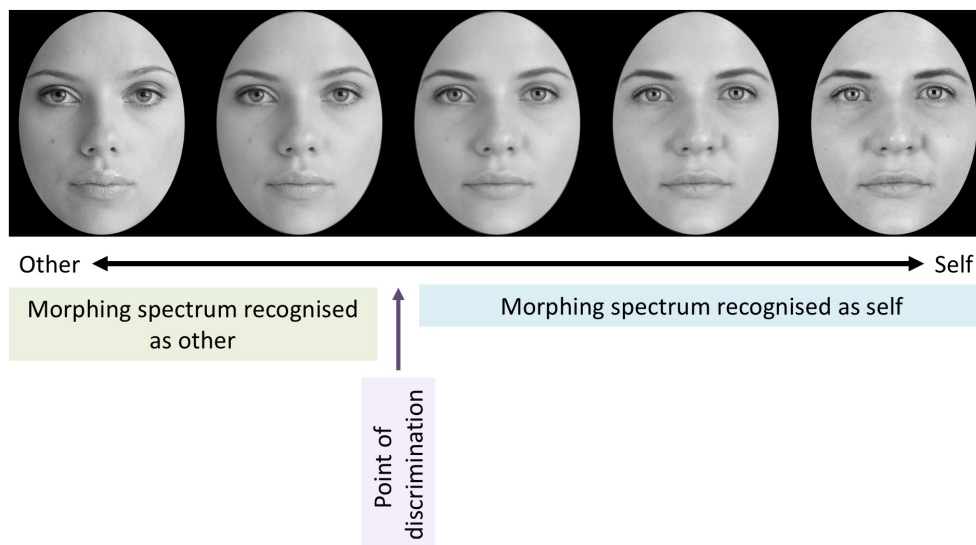 Other
Self
Morphing spectrum recognised
as other
Morphing spectrum recognised as self
Point of
discrimination